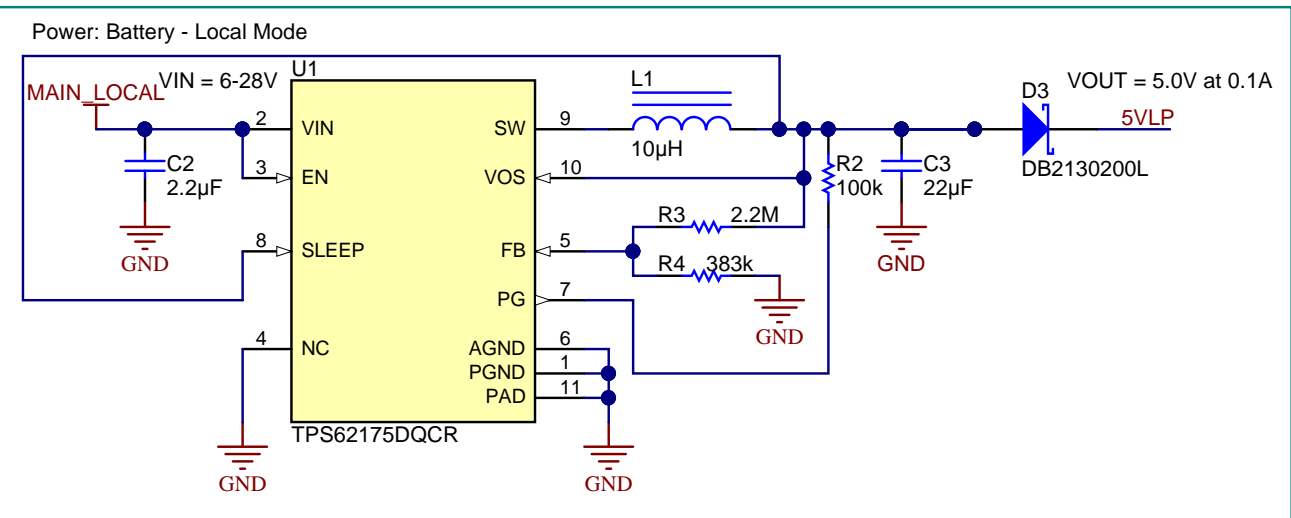 Power: Battery - Local Mode
MAIN_LOCAL VIN = 6-28V U1 L1 D3 VOUT = 5.0V at 0.1A
5VLP
2 VIN SW 9
10µH
C2 2.2µF
3 EN VOS 10
R2 100k
C3 22µF
DB2130200L
R3 2.2M
8 SLEEP FB 5
GND
GND
R4 383k
PG 7
GND
4 NC AGND 6
PGND 1
PAD 11
TPS62175DQCR
GND
GND